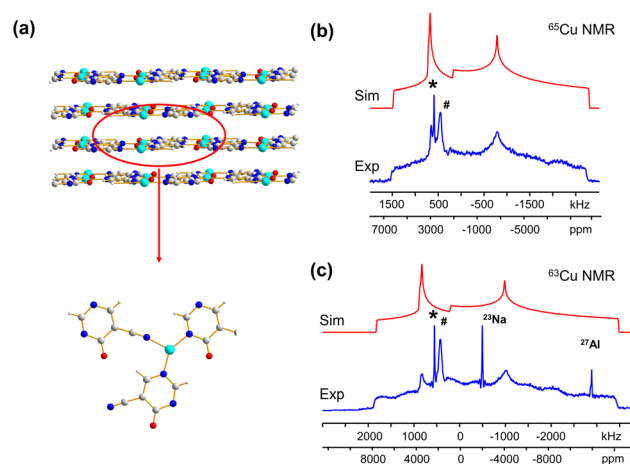 (a)
(b)
⁶⁵Cu NMR
Sim
*
#
Exp
1500 500 -500 -1500 kHz
7000 3000 -1000 -5000 ppm
(c)
⁶³Cu NMR
Sim
*
#
²³Na
²⁷Al
Exp
2000 1000 0 -1000 -2000 kHz
8000 4000 0 -4000 -8000 ppm